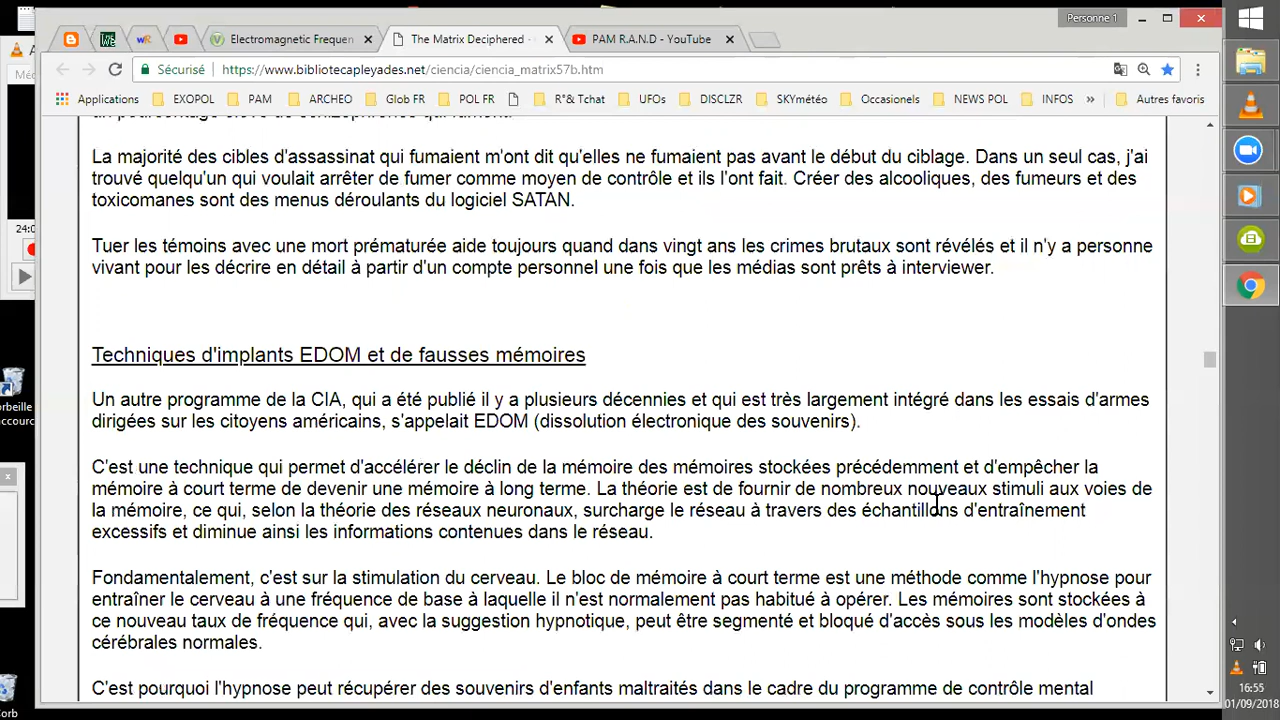 Personne 1
Electromagnetic Frequen
The Matrix Deciphered -
PAM R.A.N.D - YouTube
Sécurisé
https://www.bibliotecapleyades.net/ciencia/ciencia_matrix57b.htm
Applications EXOPOL PAM ARCHEO Glob FR POL FR R°& Tchat UFOs DISCLZR SKYmétéo Occasionels NEWS POL INFOS » Autres favoris
La majorité des cibles d'assassinat qui fumaient m'ont dit qu'elles ne fumaient pas avant le début du ciblage. Dans un seul cas, j'ai
trouvé quelqu'un qui voulait arrêter de fumer comme moyen de contrôle et ils l'ont fait. Créer des alcooliques, des fumeurs et des
toxicomanes sont des menus déroulants du logiciel SATAN.
Tuer les témoins avec une mort prématurée aide toujours quand dans vingt ans les crimes brutaux sont révélés et il n'y a personne
vivant pour les décrire en détail à partir d'un compte personnel une fois que les médias sont prêts à interviewer.
Techniques d'implants EDOM et de fausses mémoires
Un autre programme de la CIA, qui a été publié il y a plusieurs décennies et qui est très largement intégré dans les essais d'armes
dirigées sur les citoyens américains, s'appelait EDOM (dissolution électronique des souvenirs).
C'est une technique qui permet d'accélérer le déclin de la mémoire des mémoires stockées précédemment et d'empêcher la
mémoire à court terme de devenir une mémoire à long terme. La théorie est de fournir de nombreux nouveaux stimuli aux voies de
la mémoire, ce qui, selon la théorie des réseaux neuronaux, surcharge le réseau à travers des échantillons d'entraînement
excessifs et diminue ainsi les informations contenues dans le réseau.
Fondamentalement, c'est sur la stimulation du cerveau. Le bloc de mémoire à court terme est une méthode comme l'hypnose pour
entraîner le cerveau à une fréquence de base à laquelle il n'est normalement pas habitué à opérer. Les mémoires sont stockées à
ce nouveau taux de fréquence qui, avec la suggestion hypnotique, peut être segmenté et bloqué d'accès sous les modèles d'ondes
cérébrales normales.
C'est pourquoi l'hypnose peut récupérer des souvenirs d'enfants maltraités dans le cadre du programme de contrôle mental
16:55
01/09/2018